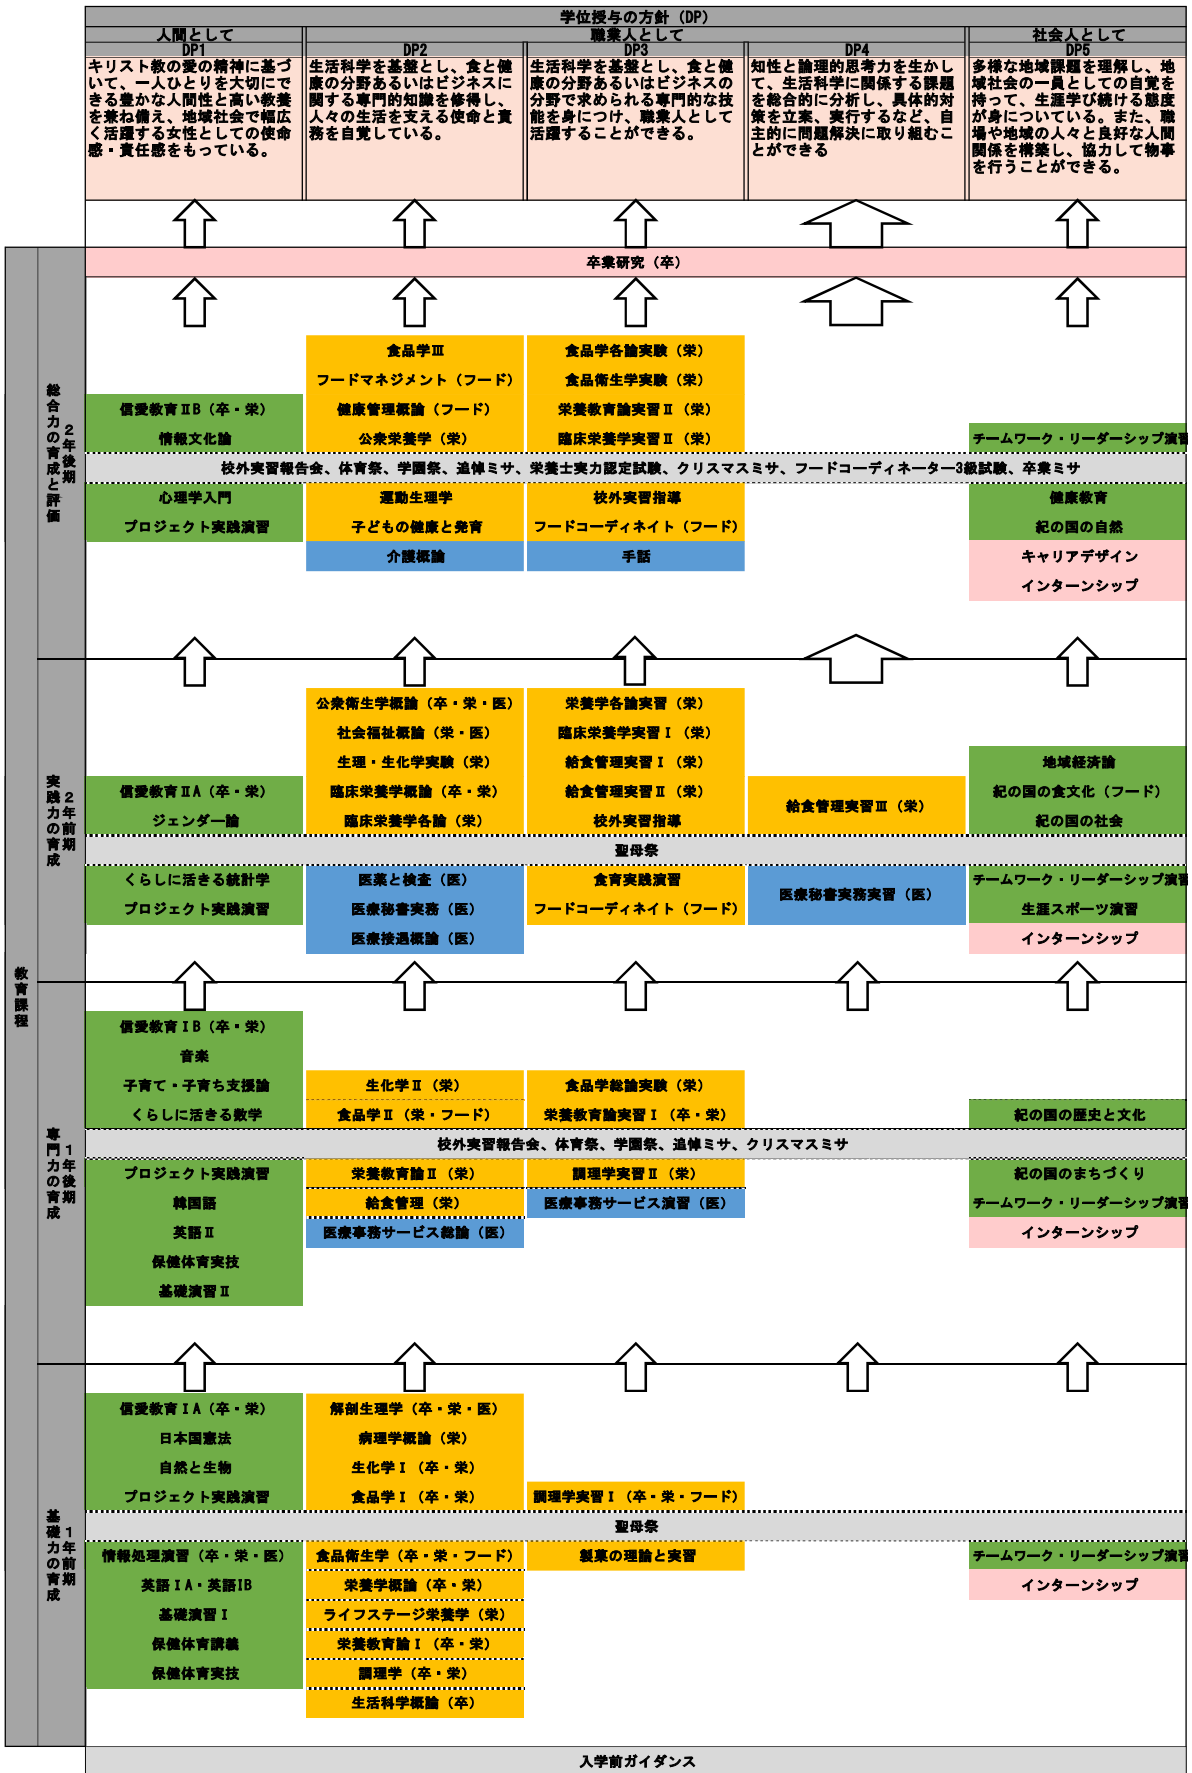 学位授与の方針（DP）
人間として
職業人として
社会人として
DP1
DP2
DP3
DP4
DP5
キリスト教の愛の精神に基づ
いて、一人ひとりを大切にで
きる豊かな人間性と高い教養
を兼ね備え、地域社会で幅広
く活躍する女性としての使命
感・責任感をもっている。
生活科学を基盤とし、食と健
康の分野あるいはビジネスに
関する専門的知識を修得し、
人々の生活を支える使命と責
務を自覚している。
生活科学を基盤とし、食と健
康の分野あるいはビジネスの
分野で求められる専門的な技
能を身につけ、職業人として
活躍することができる。
知性と論理的思考力を生かし
て、生活科学に関係する課題
を総合的に分析し、具体的対
策を立案、実行するなど、自
主的に問題解決に取り組むこ
とができる
多様な地域課題を理解し、地
域社会の一員としての自覚を
持って、生涯学び続ける態度
が身についている。また、職
場や地域の人々と良好な人間
関係を構築し、協力して物事
を行うことができる。
教育課程
卒業研究（卒）
総合力の育成と評価
2年後期
信愛教育ⅡB（卒・栄）
情報文化論
食品学Ⅲ
フードマネジメント（フード）
健康管理概論（フード）
公衆栄養学（栄）
食品学各論実験（栄）
食品衛生学実験（栄）
栄養教育論実習Ⅱ（栄）
臨床栄養学実習Ⅱ（栄）
チームワーク・リーダーシップ演習
校外実習報告会、体育祭、学園祭、追悼ミサ、栄養士実力認定試験、クリスマスミサ、フードコーディネーター3級試験、卒業ミサ
心理学入門
プロジェクト実践演習
運動生理学
子どもの健康と発育
介護概論
校外実習指導
フードコーディネイト（フード）
手話
健康教育
紀の国の自然
キャリアデザイン
インターンシップ
実践力の育成
2年前期
信愛教育ⅡA（卒・栄）
ジェンダー論
公衆衛生学概論（卒・栄・医）
社会福祉概論（栄・医）
生理・生化学実験（栄）
臨床栄養学概論（卒・栄）
臨床栄養学各論（栄）
栄養学各論実習（栄）
臨床栄養学実習Ⅰ（栄）
給食管理実習Ⅰ（栄）
給食管理実習Ⅱ（栄）
校外実習指導
給食管理実習Ⅲ（栄）
地域経済論
紀の国の食文化（フード）
紀の国の社会
聖母祭
くらしに活きる統計学
プロジェクト実践演習
医薬と検査（医）
医療秘書実務（医）
医療接遇概論（医）
食育実践演習
フードコーディネイト（フード）
医療秘書実務実習（医）
チームワーク・リーダーシップ演習
生涯スポーツ演習
インターンシップ
専門力の育成
1年後期
信愛教育ⅠB（卒・栄）
音楽
子育て・子育ち支援論
くらしに活きる数学
生化学Ⅱ（栄）
食品学Ⅱ（栄・フード）
食品学総論実験（栄）
栄養教育論実習Ⅰ（卒・栄）
紀の国の歴史と文化
校外実習報告会、体育祭、学園祭、追悼ミサ、クリスマスミサ
プロジェクト実践演習
韓国語
英語Ⅱ
保健体育実技
基礎演習Ⅱ
栄養教育論Ⅱ（栄）
給食管理（栄）
医療事務サービス総論（医）
調理学実習Ⅱ（栄）
医療事務サービス演習（医）
紀の国のまちづくり
チームワーク・リーダーシップ演習
インターンシップ
基礎力の育成
1年前期
信愛教育ⅠA（卒・栄）
日本国憲法
自然と生物
プロジェクト実践演習
解剖生理学（卒・栄・医）
病理学概論（栄）
生化学Ⅰ（卒・栄）
食品学Ⅰ（卒・栄）
調理学実習Ⅰ（卒・栄・フード）
聖母祭
情報処理演習（卒・栄・医）
英語ⅠA・英語ⅠB
基礎演習Ⅰ
保健体育講義
保健体育実技
食品衛生学（卒・栄・フード）
栄養学概論（卒・栄）
ライフステージ栄養学（栄）
栄養教育論Ⅰ（卒・栄）
調理学（卒・栄）
生活科学概論（卒）
製菓の理論と実習
チームワーク・リーダーシップ演習
インターンシップ
入学前ガイダンス